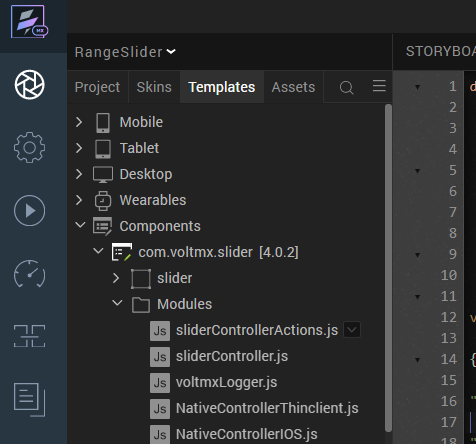 MX
RangeSlider
STORYBOA
Project Skins Templates Assets
Mobile
Tablet
Desktop
Wearables
Components
com.voltmx.slider [4.0.2]
slider
Modules
Js sliderControllerActions.js
Js sliderController.js
Js voltmxLogger.js
Js NativeControllerThinclient.js
Js NativeControllerIOS.js
1 d
2
3
4
5
6
7
8
9
10
11
12 v
13
14 {
15
16 "
17
18 "